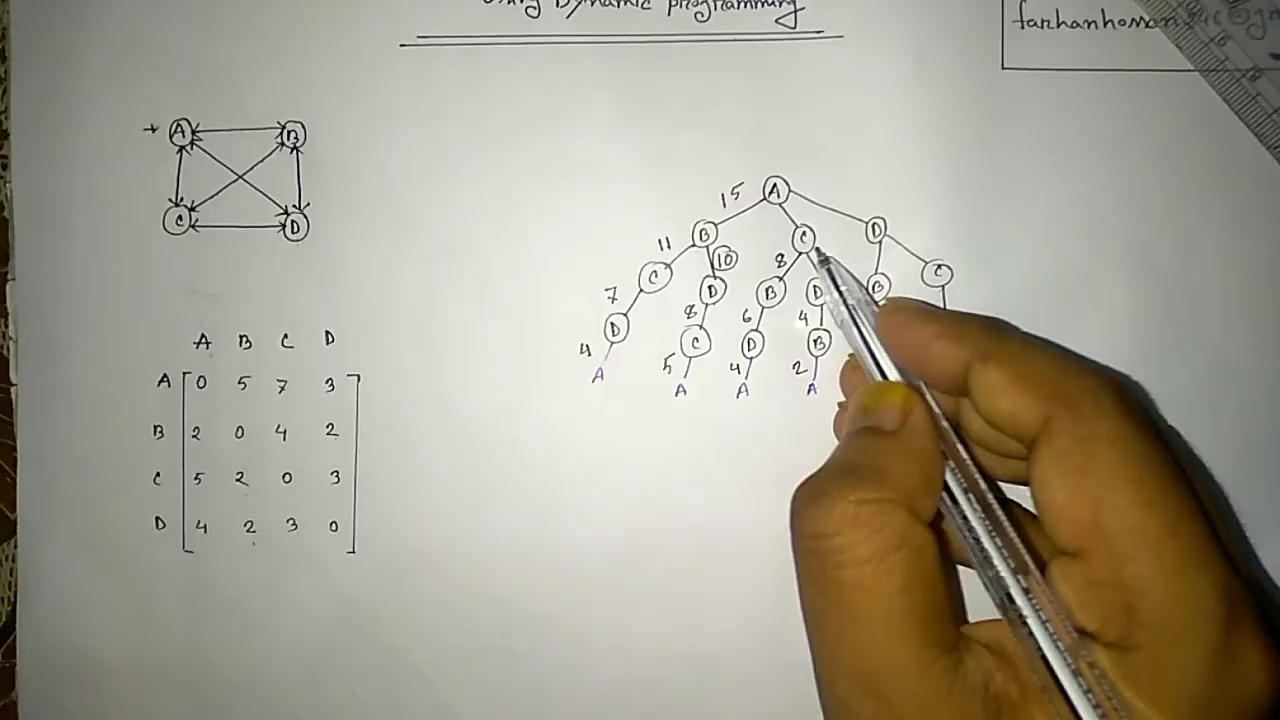 Using Dynamic programming
A B
C D
A B C D
A 0 5 7 3
B 2 0 4 2
C 5 2 0 3
D 4 2 3 0
15 A
11 B C D
7 C 10 D 8 B D B C
4 D 8 C 6 D 4 B
A 5 A 4 A 2 A